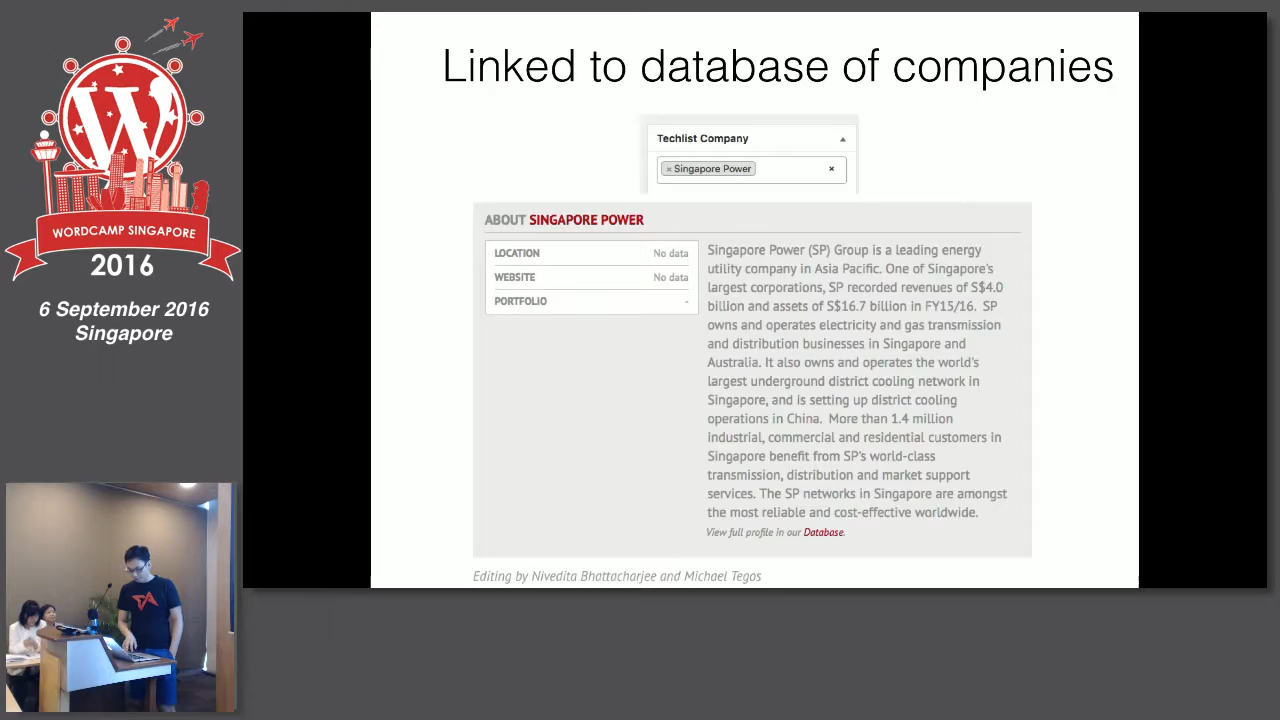 WORDCAMP SINGAPORE
2016
6 September 2016
Singapore
Linked to database of companies
Techlist Company
× Singapore Power ×
ABOUT SINGAPORE POWER
LOCATION No data
WEBSITE No data
PORTFOLIO -
Singapore Power (SP) Group is a leading energy
utility company in Asia Pacific. One of Singapore's
largest corporations, SP recorded revenues of S$4.0
billion and assets of S$16.7 billion in FY15/16. SP
owns and operates electricity and gas transmission
and distribution businesses in Singapore and
Australia. It also owns and operates the world's
largest underground district cooling network in
Singapore, and is setting up district cooling
operations in China. More than 1.4 million
industrial, commercial and residential customers in
Singapore benefit from SP's world-class
transmission, distribution and market support
services. The SP networks in Singapore are amongst
the most reliable and cost-effective worldwide.
View full profile in our Database.
Editing by Nivedita Bhattacharjee and Michael Tegos